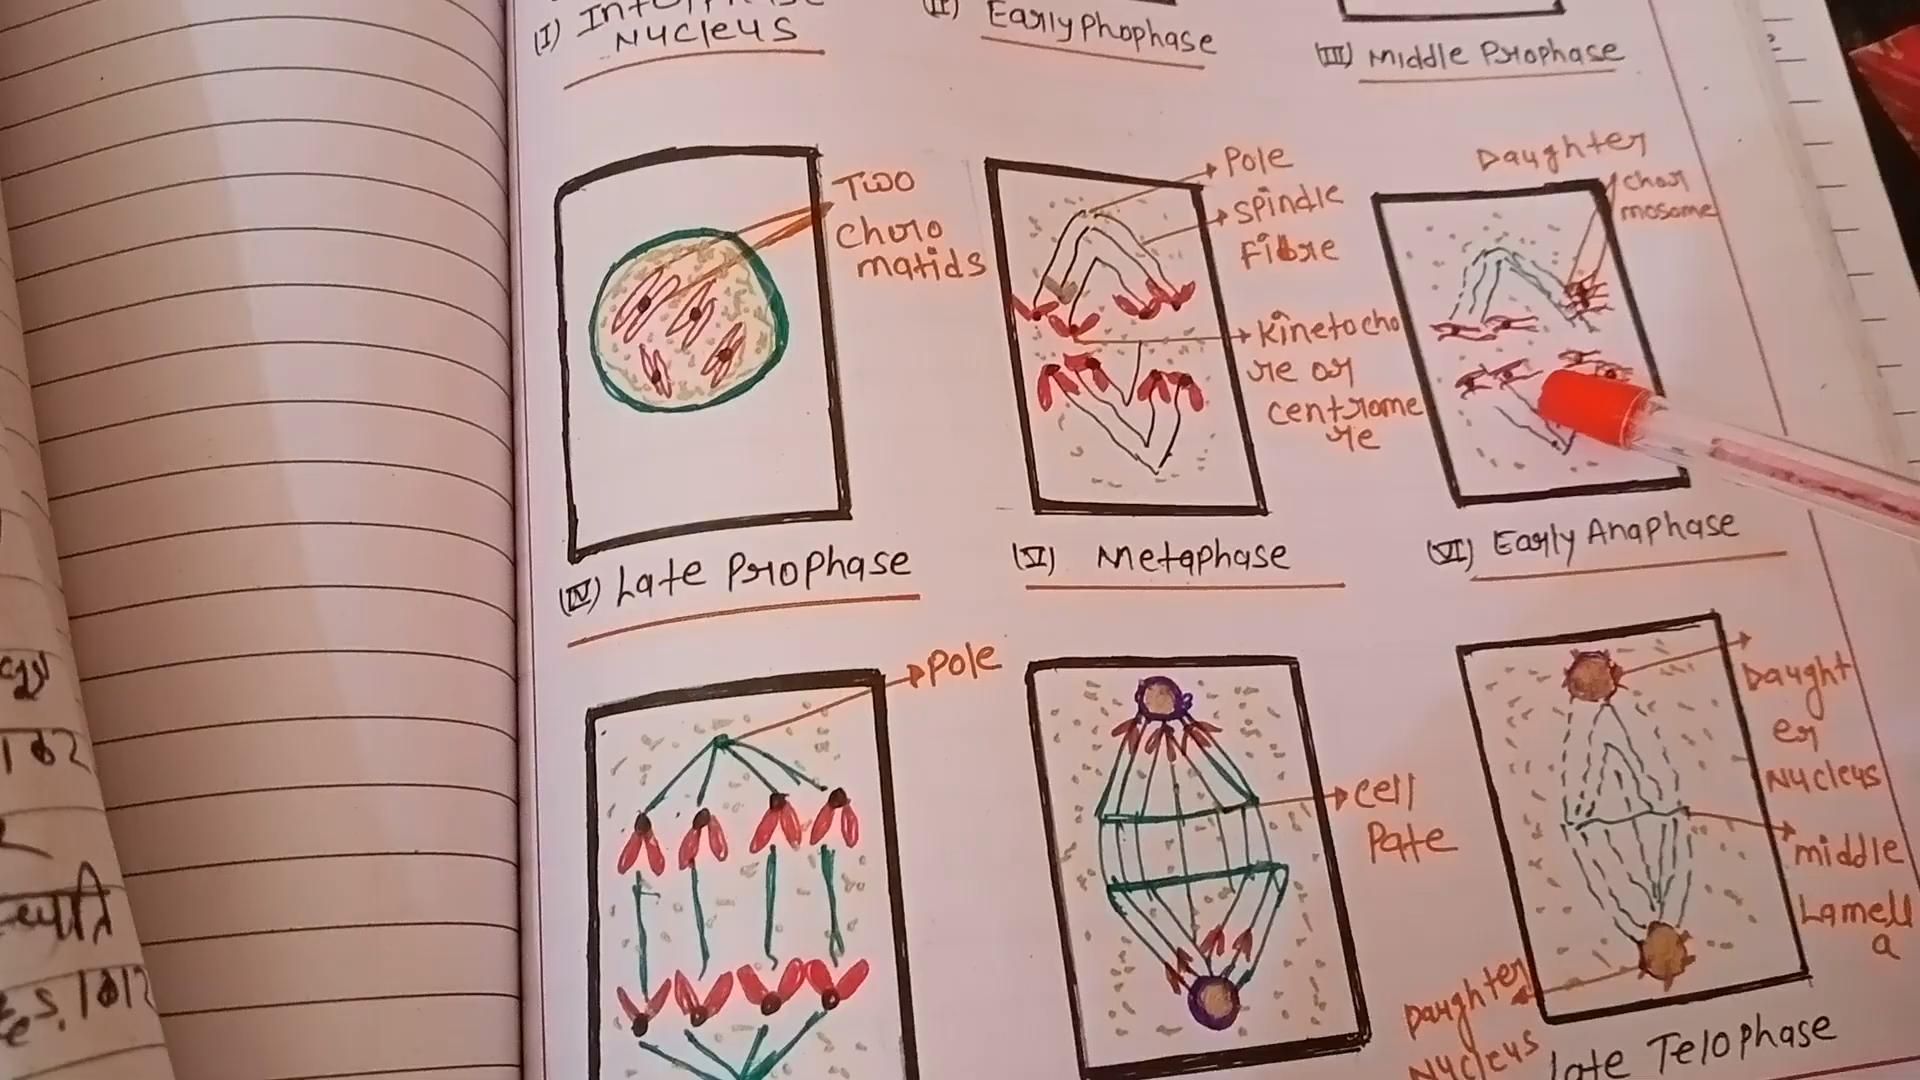 (I)
Nucleus
(II) Early Phophase
(III) Middle Prophase
Two
Choro
matids
Pole
Spindle
Fibre
Kinetocho
re or
centrome
re
Daughter
Chor
mosome
(IV) Late Prophase
(V) Metaphase
(VI) Early Anaphase
Pole
Cell
Pate
Daught
er
Nucleus
middle
Lamell
a
Daughter
Nucleus
Late Telophase